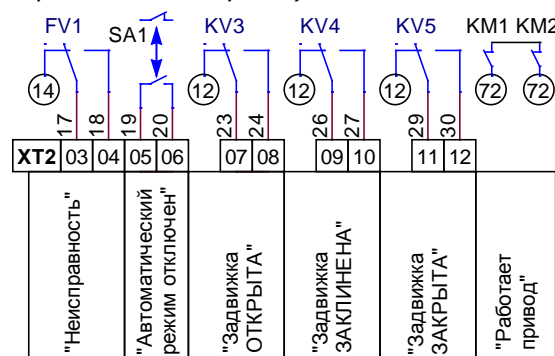 FV1 SA1 KV3 KV4 KV5 KM1 KM2
14 12 12 12 72 72
17 18 19 20 23 24 26 27 29 30
XT2 03 04 05 06 07 08 09 10 11 12
"Неисправность"
"Автоматический
режим отключен"
"Задвижка
ОТКРЫТА"
"Задвижка
ЗАКЛИНЕНА"
"Задвижка
ЗАКРЫТА"
"Работает
привод"